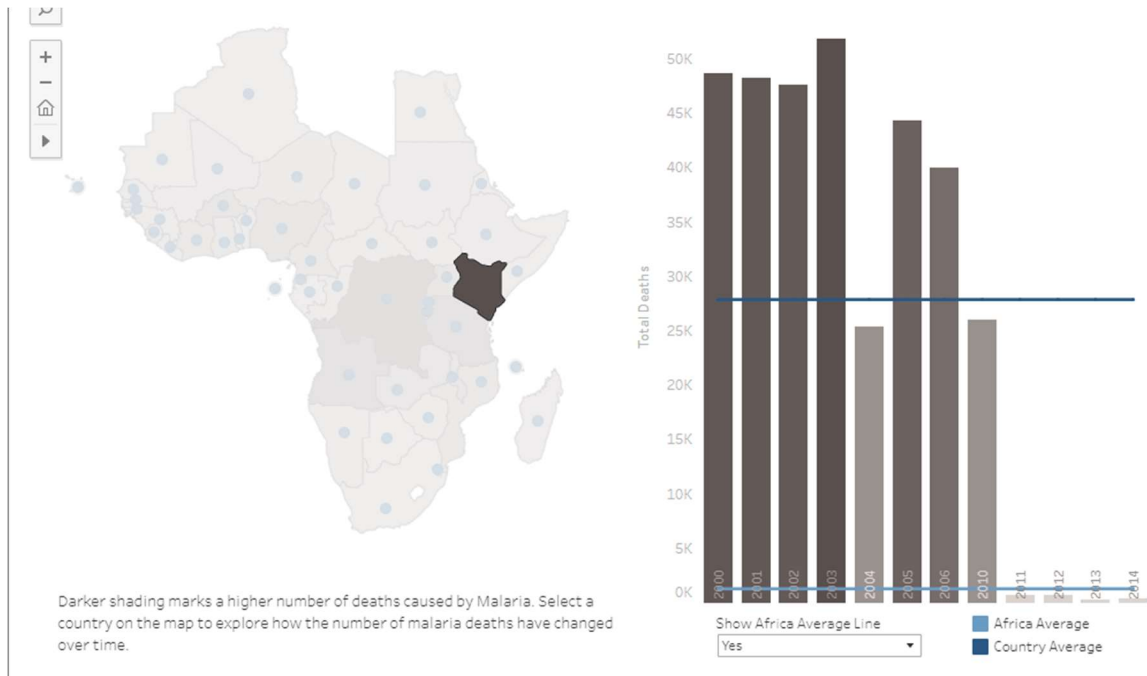 50K
45K
40K
35K
30K
25K
20K
15K
10K
5K
0K
Total Deaths
2000
2001
2002
2003
2004
2005
2006
2010
2011
2012
2013
2014
Darker shading marks a higher number of deaths caused by Malaria. Select a
country on the map to explore how the number of malaria deaths have changed
over time.
Show Africa Average Line
Yes
Africa Average
Country Average